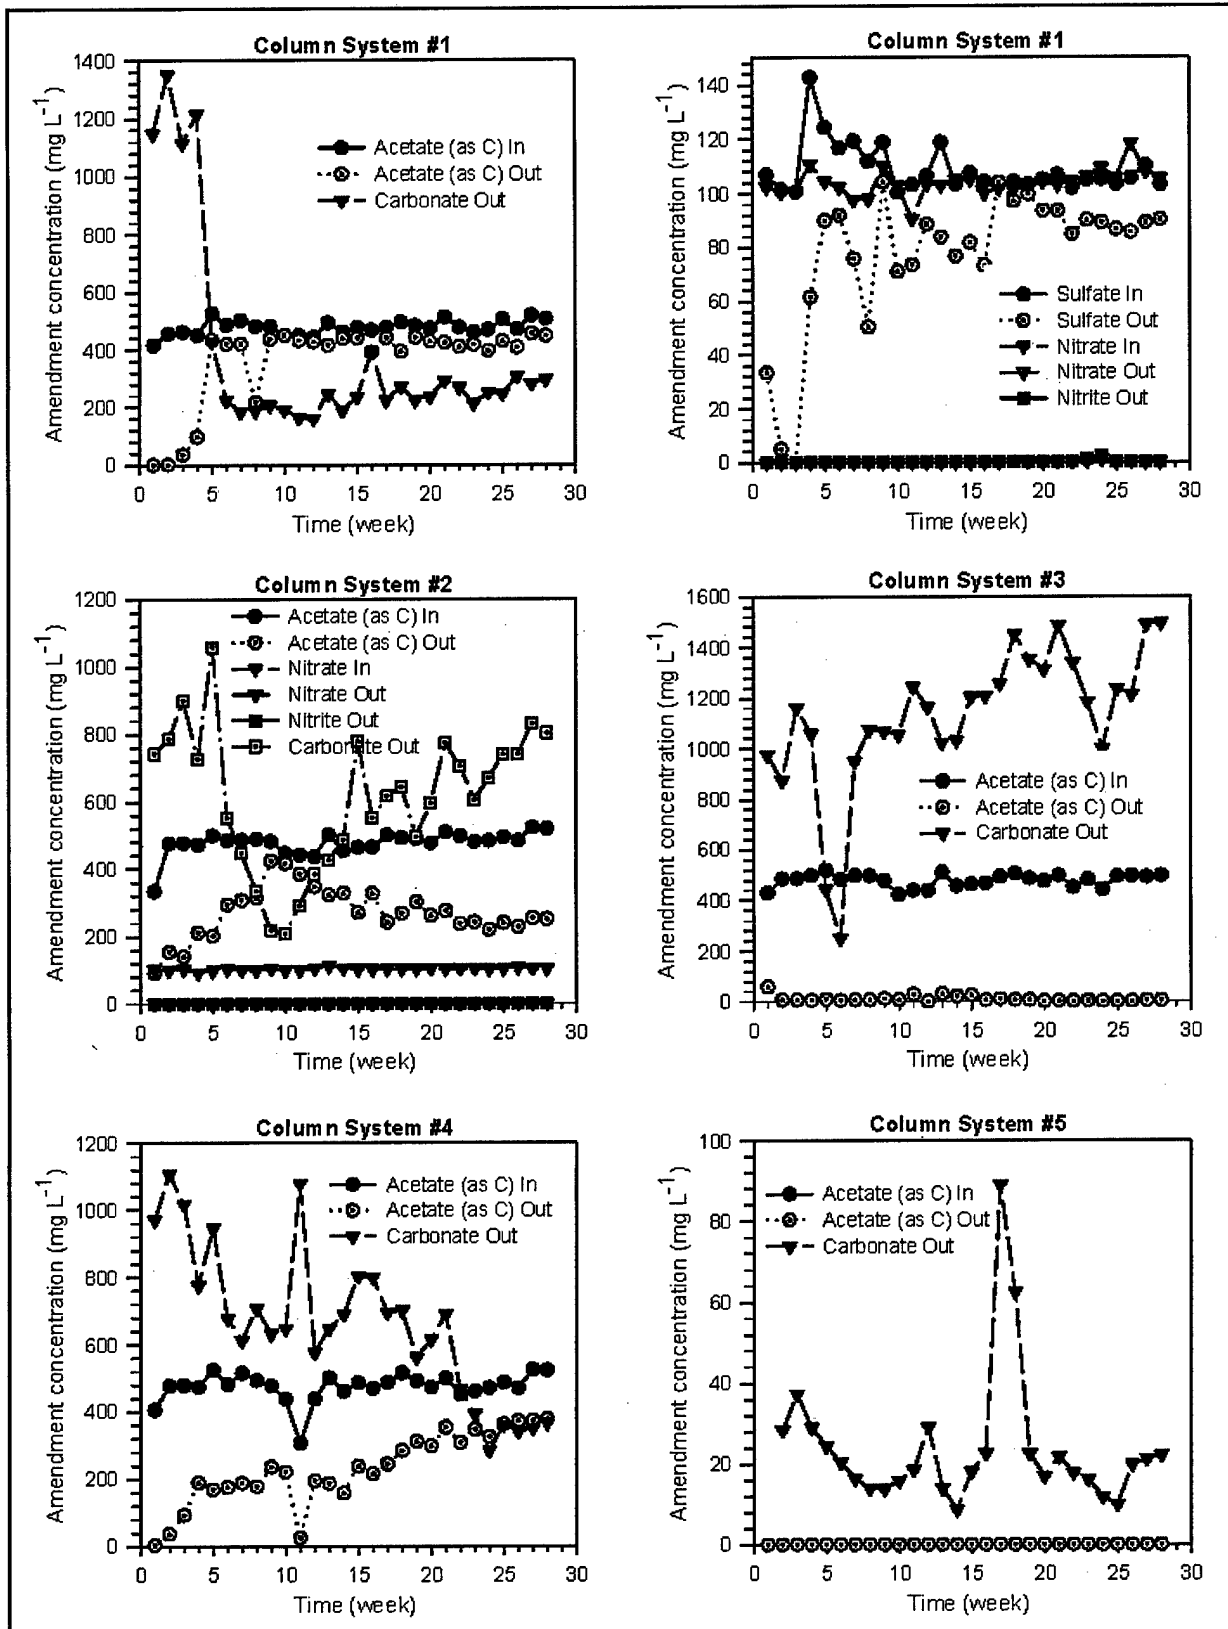 Column System #1
Amendment concentration (mg L⁻¹)
1400
1200
1000
800
600
400
200
0
Acetate (as C) In
Acetate (as C) Out
Carbonate Out
0 5 10 15 20 25 30
Time (week)
Column System #1
Amendment concentration (mg L⁻¹)
140
120
100
80
60
40
20
0
Sulfate In
Sulfate Out
Nitrate In
Nitrate Out
Nitrite Out
0 5 10 15 20 25 30
Time (week)
Column System #2
Amendment concentration (mg L⁻¹)
1200
1000
800
600
400
200
0
Acetate (as C) In
Acetate (as C) Out
Nitrate In
Nitrate Out
Nitrite Out
Carbonate Out
0 5 10 15 20 25 30
Time (week)
Column System #3
Amendment concentration (mg L⁻¹)
1600
1400
1200
1000
800
600
400
200
0
Acetate (as C) In
Acetate (as C) Out
Carbonate Out
0 5 10 15 20 25 30
Time (week)
Column System #4
Amendment concentration (mg L⁻¹)
1200
1000
800
600
400
200
0
Acetate (as C) In
Acetate (as C) Out
Carbonate Out
0 5 10 15 20 25 30
Time (week)
Column System #5
Amendment concentration (mg L⁻¹)
100
80
60
40
20
0
Acetate (as C) In
Acetate (as C) Out
Carbonate Out
0 5 10 15 20 25 30
Time (week)